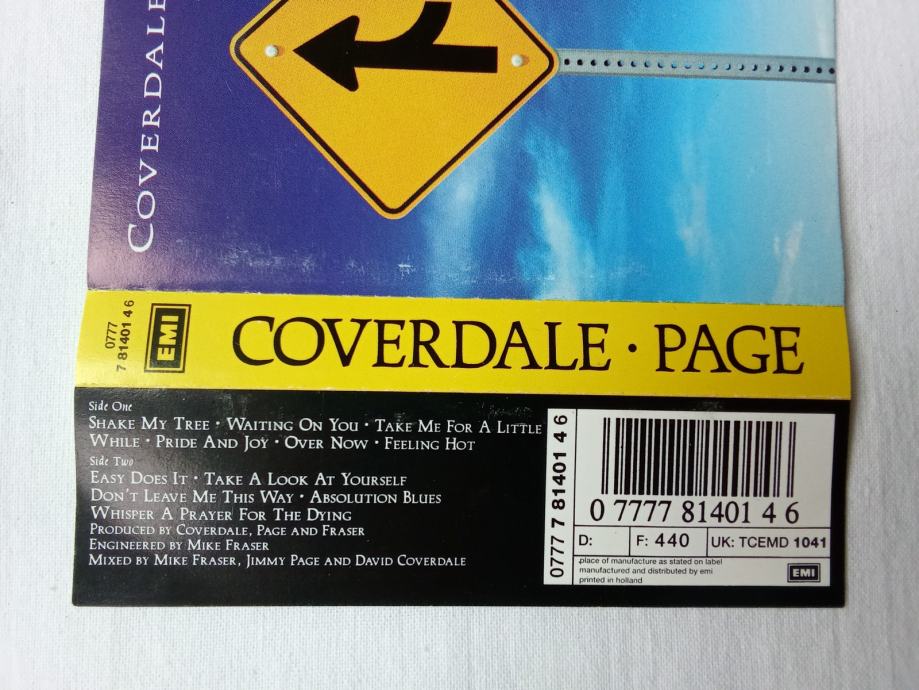 COVERDALE
0777
7 81401 4 6
EMI
COVERDALE · PAGE
Side One
SHAKE MY TREE · WAITING ON YOU · TAKE ME FOR A LITTLE
WHILE · PRIDE AND JOY · OVER NOW · FEELING HOT
Side Two
EASY DOES IT · TAKE A LOOK AT YOURSELF
DON'T LEAVE ME THIS WAY · ABSOLUTION BLUES
WHISPER A PRAYER FOR THE DYING
PRODUCED BY COVERDALE, PAGE AND FRASER
ENGINEERED BY MIKE FRASER
MIXED BY MIKE FRASER, JIMMY PAGE AND DAVID COVERDALE
0777 7 81401 4 6
0 7777 81401 4 6
D:
F: 440
UK: TCEMD 1041
place of manufacture as stated on label
manufactured and distributed by emi
printed in holland
EMI